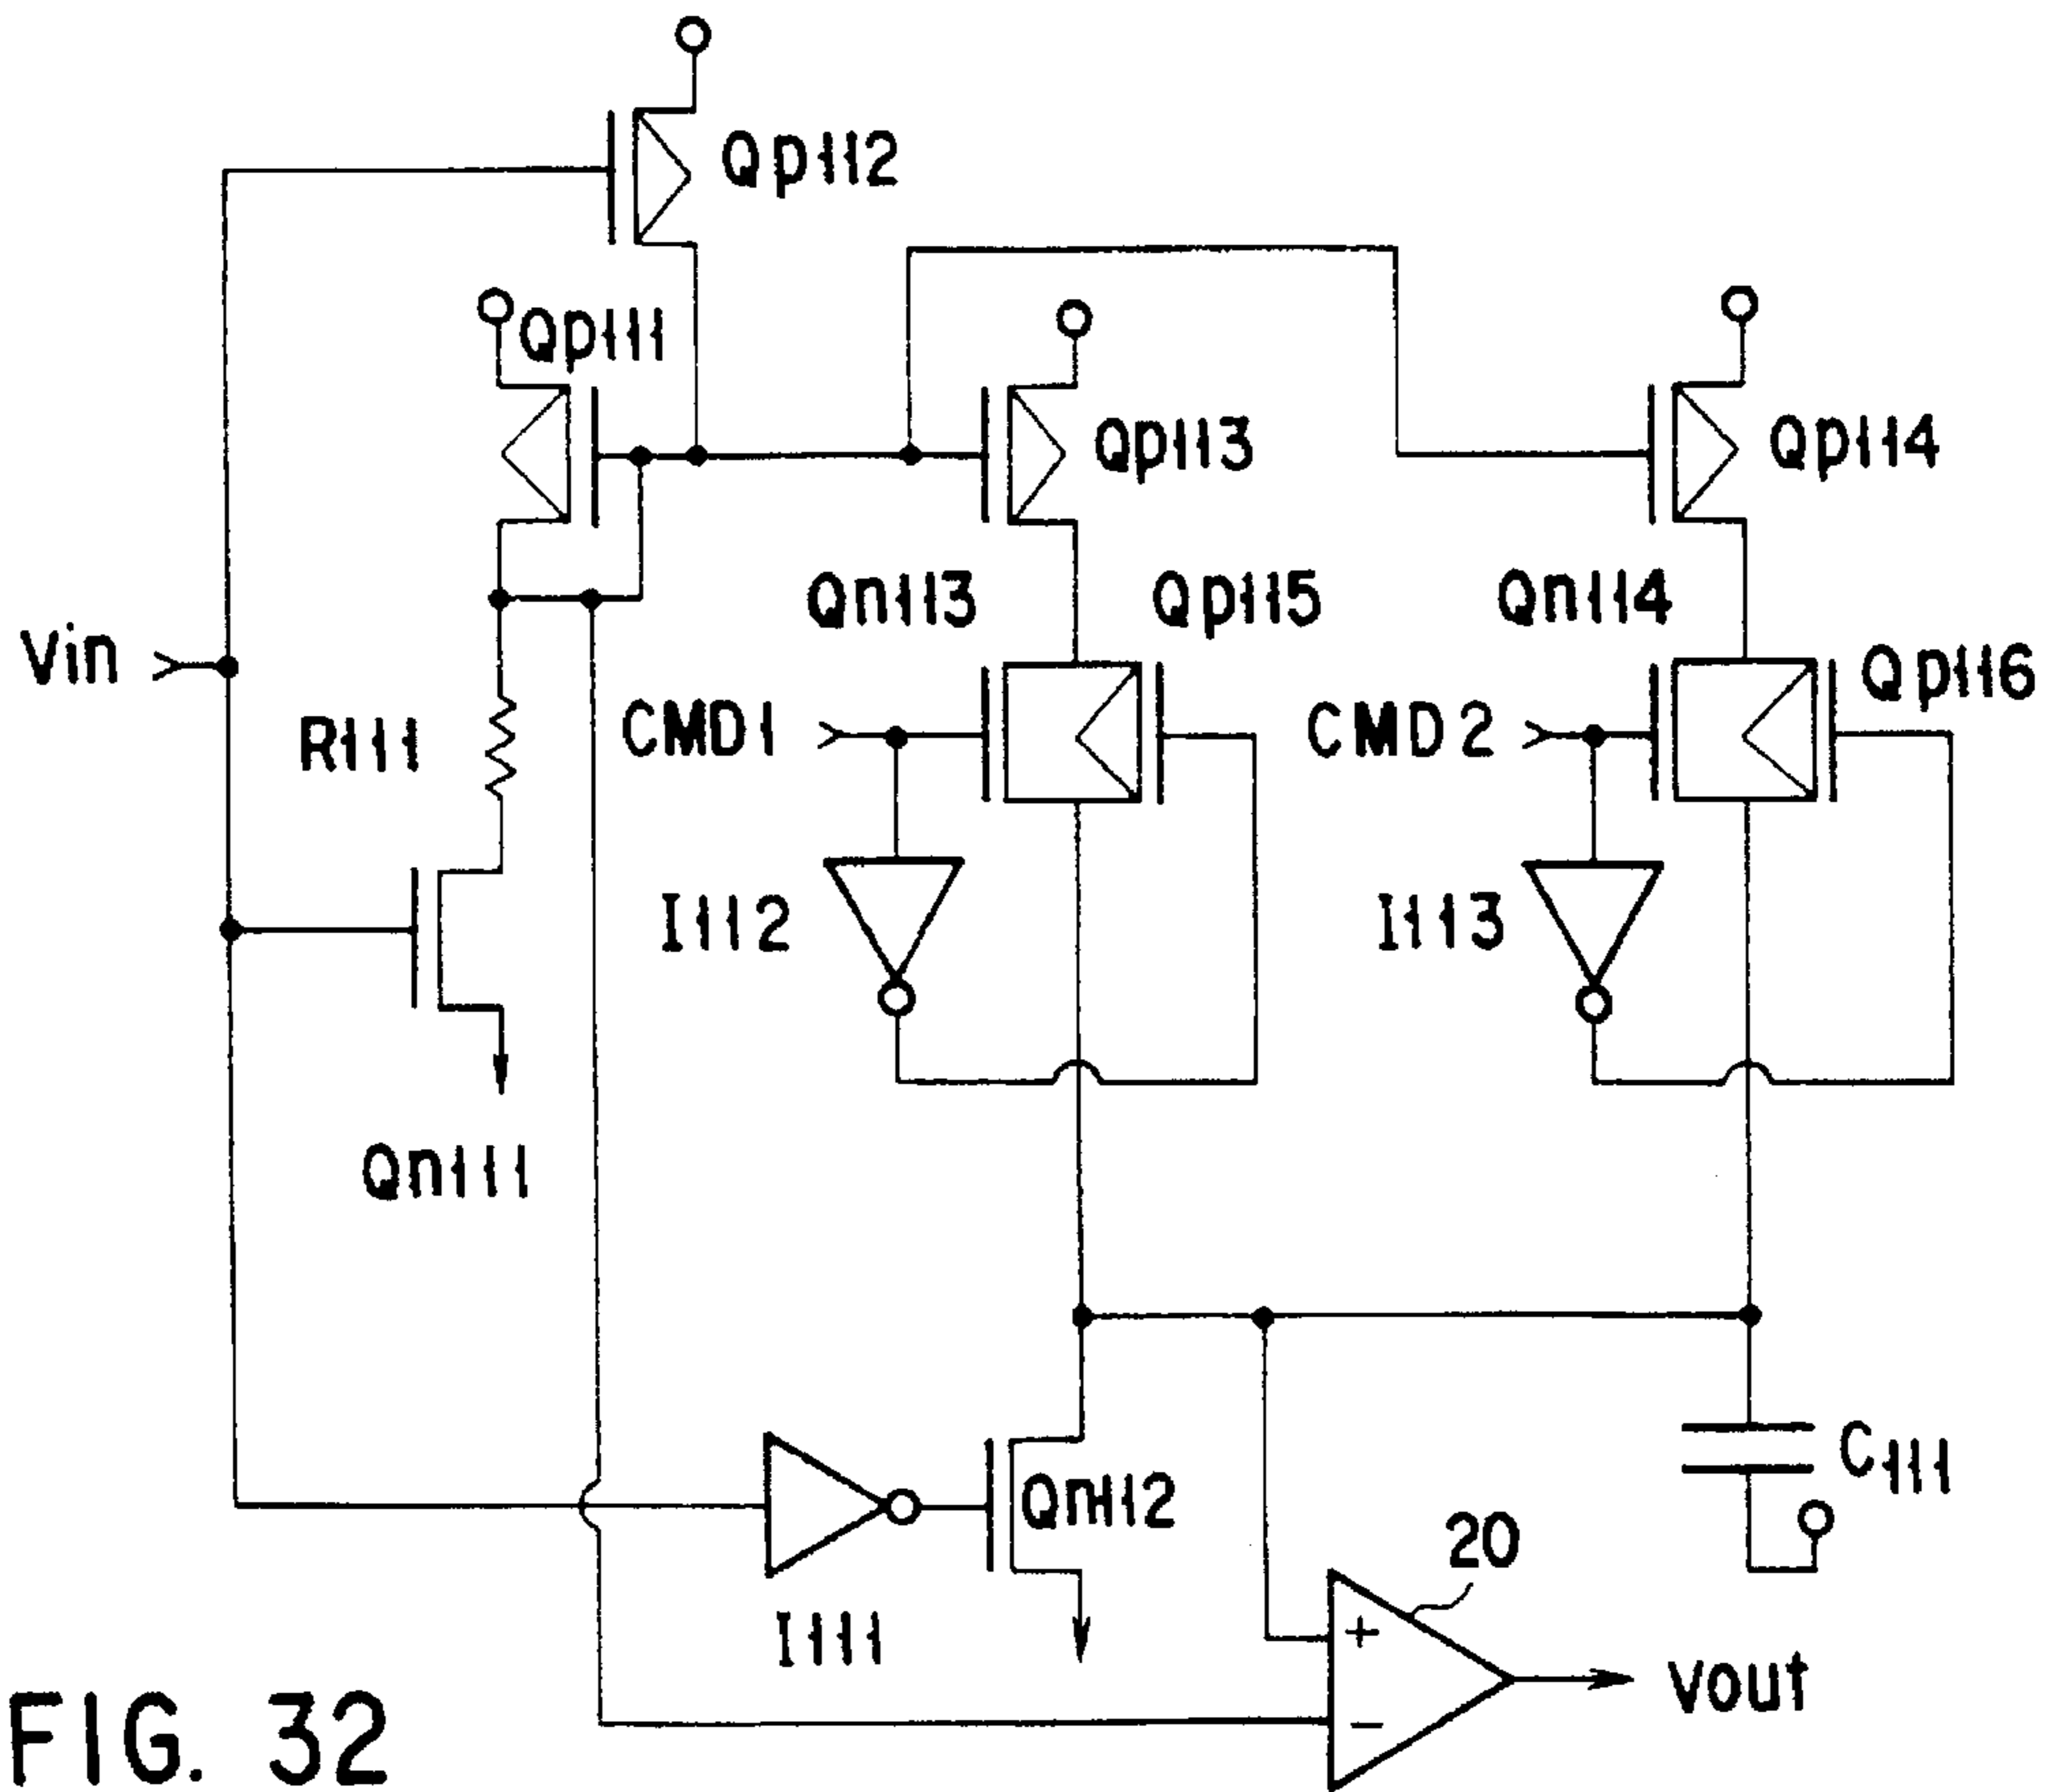 Qp112
Qp111
Qp113
Qp114
Qn113
Qp115
Qn114
Qp116
Vin
R111
CMD1
CMD2
I112
I113
Qn111
Qn112
C111
20
I111
+
Vout
−
FIG. 32